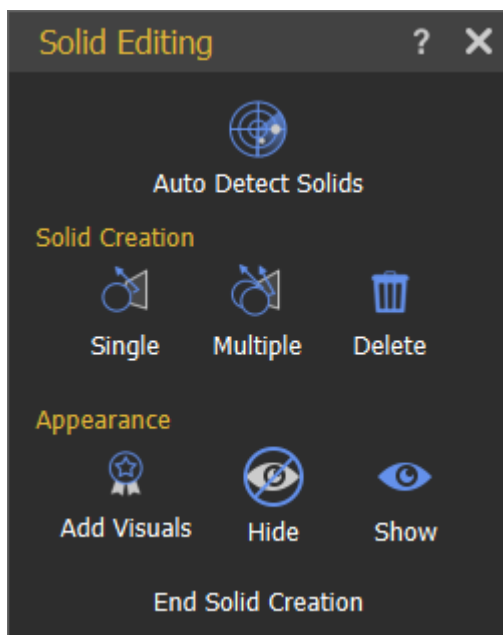 Solid Editing ?
Auto Detect Solids
Solid Creation
Single Multiple Delete
Appearance
Add Visuals Hide Show
End Solid Creation